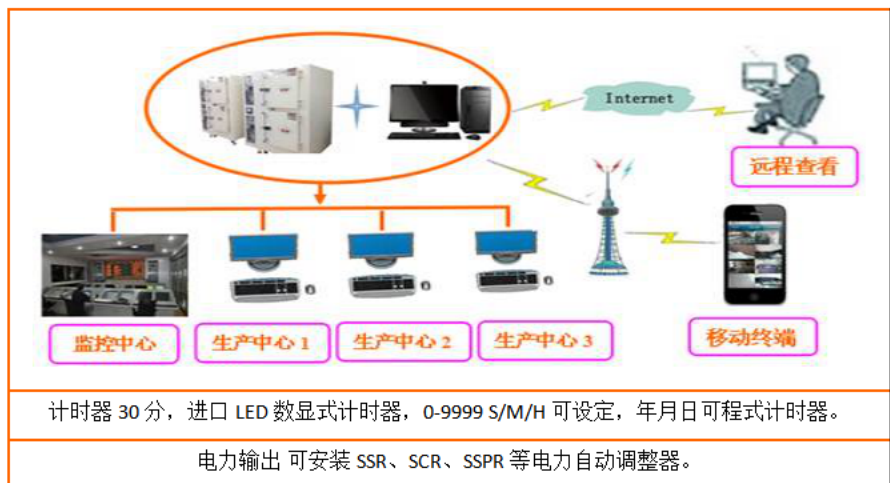 Internet
远程查看
监控中心
生产中心 1
生产中心 2
生产中心 3
移动终端
计时器 30 分，进口 LED 数显式计时器，0-9999 S/M/H 可设定，年月日可程式计时器。
电力输出 可安装 SSR、SCR、SSPR 等电力自动调整器。